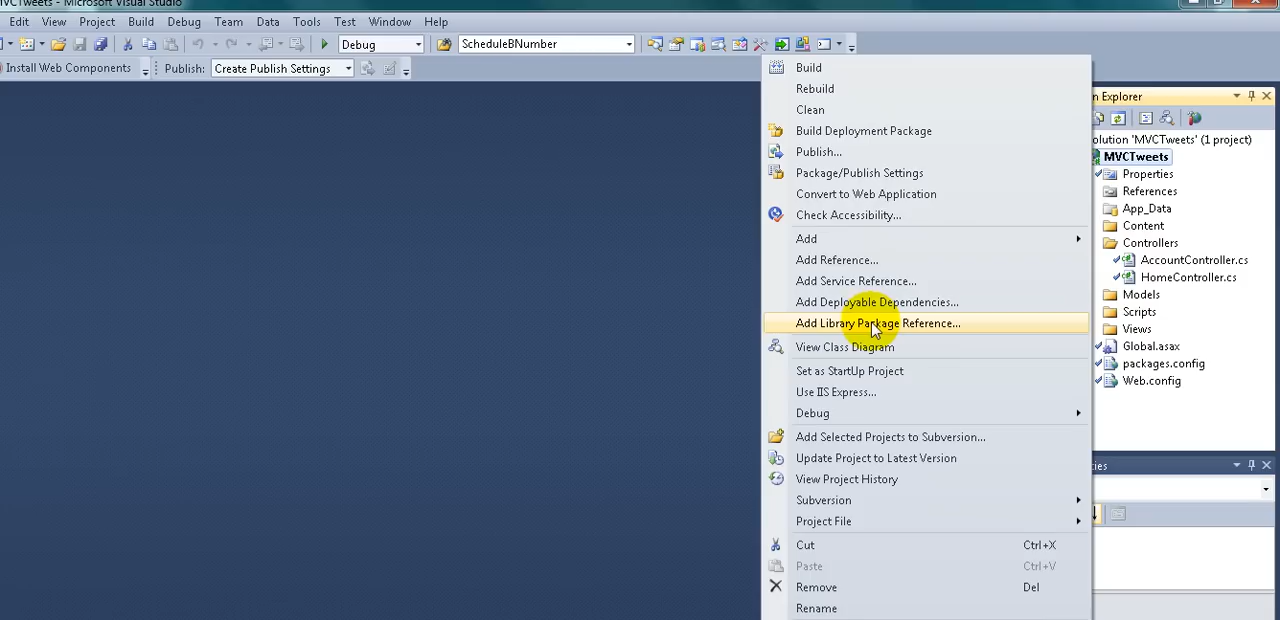 MVCTweets - Microsoft Visual Studio
Edit View Project Build Debug Team Data Tools Test Window Help
Debug ScheduleBNumber
Install Web Components Publish: Create Publish Settings
Build
Rebuild
Clean
Build Deployment Package
Publish...
Package/Publish Settings
Convert to Web Application
Check Accessibility...
Add
Add Reference...
Add Service Reference...
Add Deployable Dependencies...
Add Library Package Reference...
View Class Diagram
Set as StartUp Project
Use IIS Express...
Debug
Add Selected Projects to Subversion...
Update Project to Latest Version
View Project History
Subversion
Project File
Cut Ctrl+X
Paste Ctrl+V
Remove Del
Rename
n Explorer
olution 'MVCTweets' (1 project)
MVCTweets
Properties
References
App_Data
Content
Controllers
AccountController.cs
HomeController.cs
Models
Scripts
Views
Global.asax
packages.config
Web.config
ties